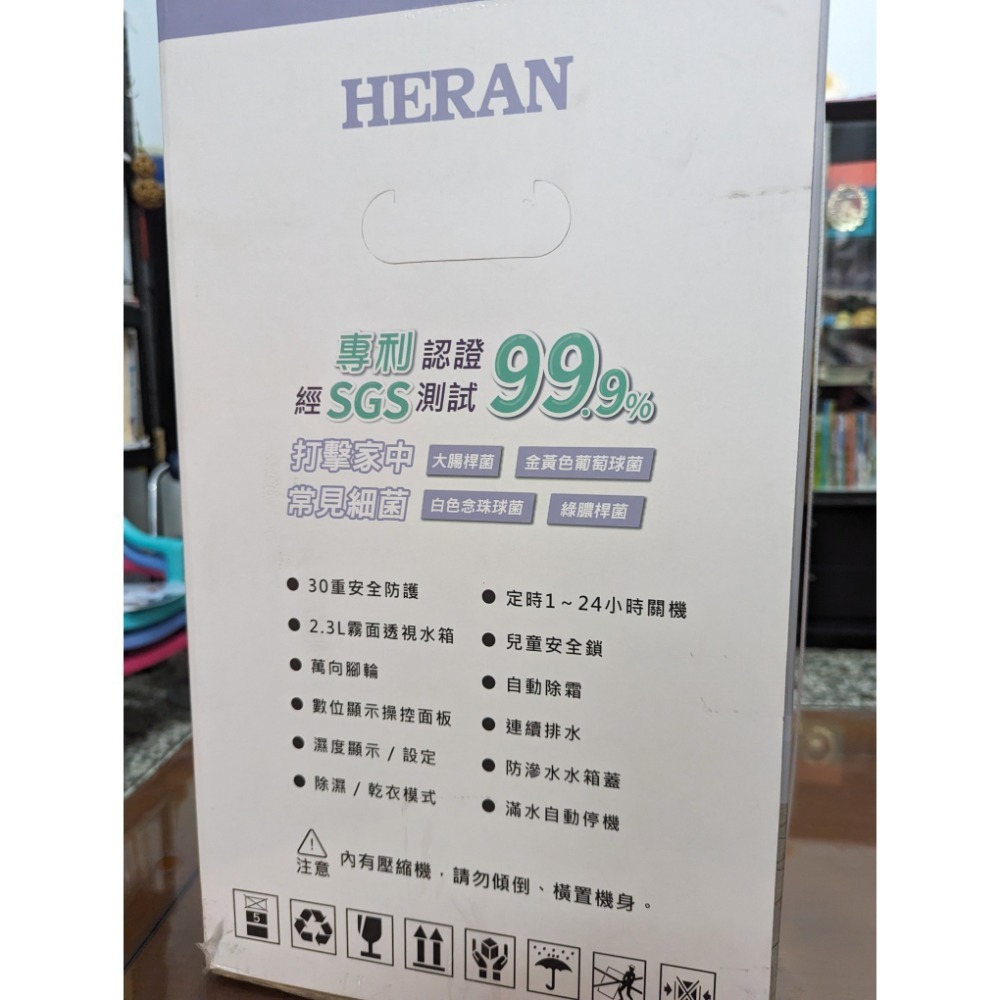 HERAN
專利 認證 99.9%
經SGS測試
打擊家中 大腸桿菌 金黃色葡萄球菌
常見細菌 白色念珠球菌 綠膿桿菌
● 30重安全防護
● 2.3L霧面透視水箱
● 萬向腳輪
● 數位顯示操控面板
● 濕度顯示 / 設定
● 除濕 / 乾衣模式
● 定時1~24小時關機
● 兒童安全鎖
● 自動除霜
● 連續排水
● 防滲水水箱蓋
● 滿水自動停機
注意 內有壓縮機，請勿傾倒、橫置機身。
5